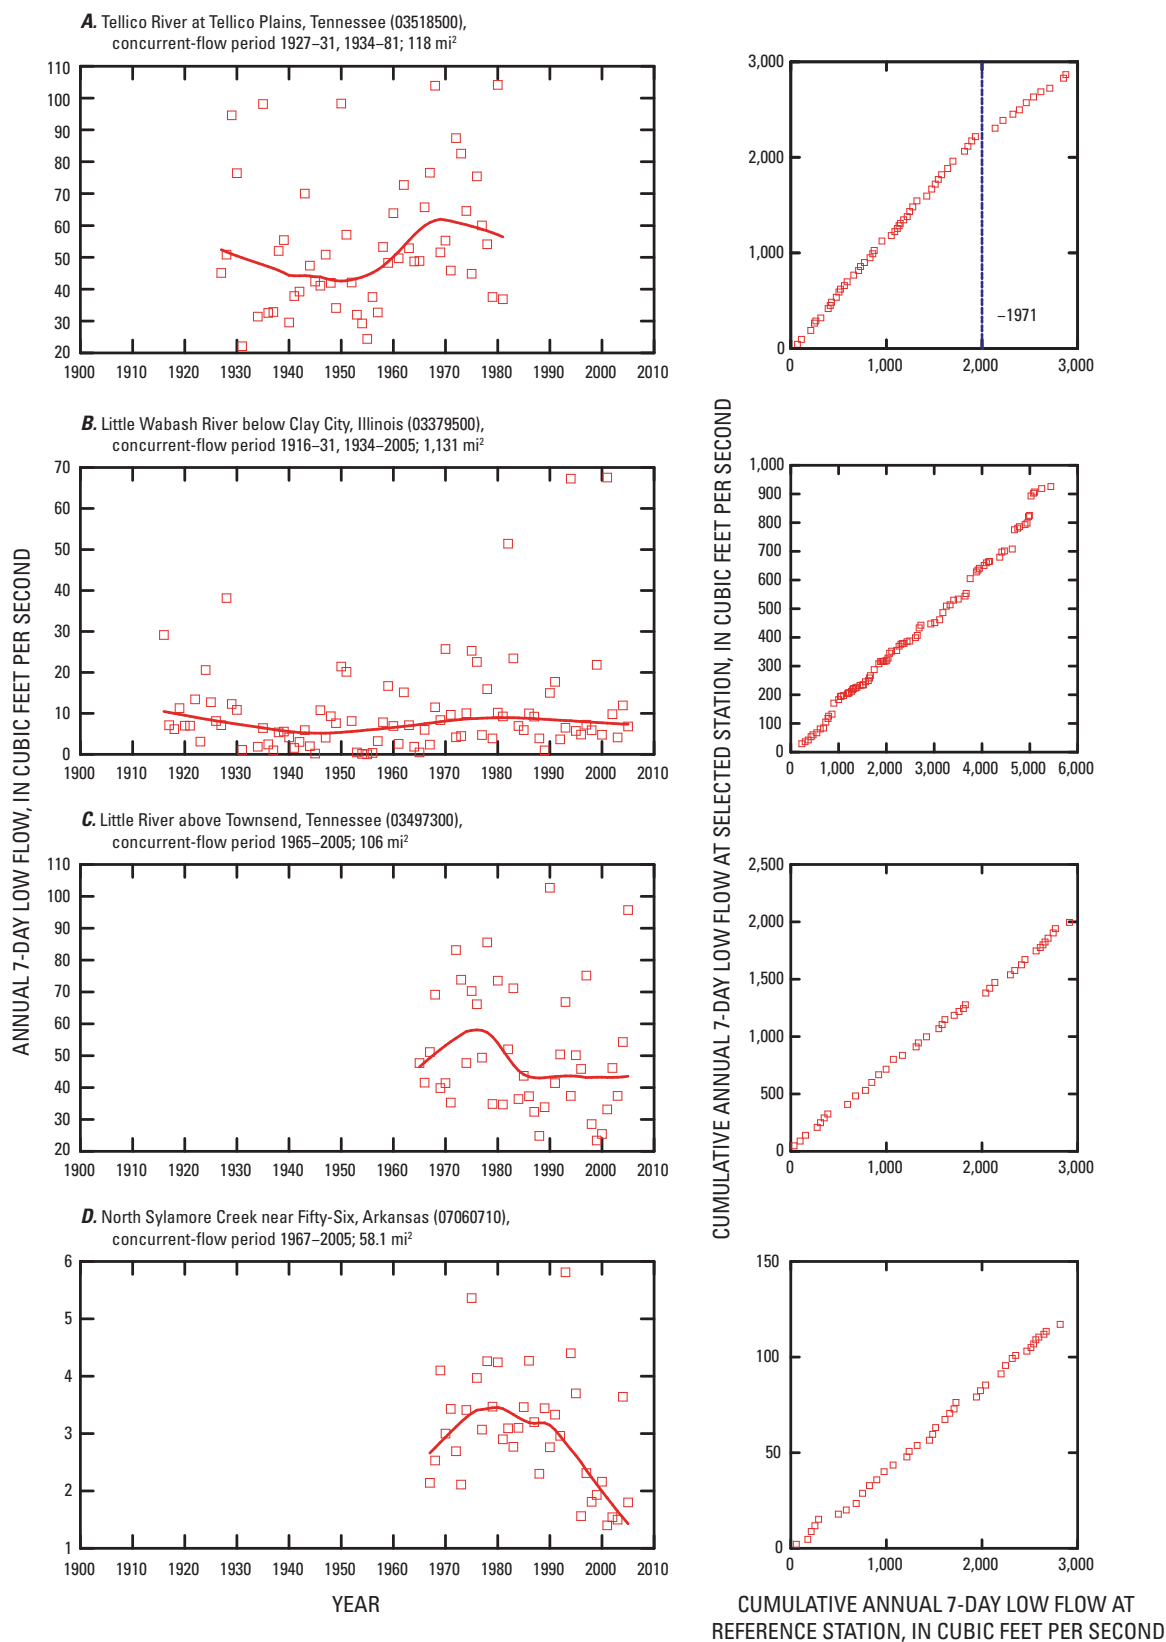 A. Tellico River at Tellico Plains, Tennessee (03518500),
concurrent-flow period 1927–31, 1934–81; 118 mi²
110
100
90
80
70
60
50
40
30
20
1900 1910 1920 1930 1940 1950 1960 1970 1980 1990 2000 2010
3,000
2,000
1,000
0
–1971
0 1,000 2,000 3,000
B. Little Wabash River below Clay City, Illinois (03379500),
concurrent-flow period 1916–31, 1934–2005; 1,131 mi²
70
60
50
40
30
20
10
0
1900 1910 1920 1930 1940 1950 1960 1970 1980 1990 2000 2010
1,000
900
800
700
600
500
400
300
200
100
0
0 1,000 2,000 3,000 4,000 5,000 6,000
C. Little River above Townsend, Tennessee (03497300),
concurrent-flow period 1965–2005; 106 mi²
110
100
90
80
70
60
50
40
30
20
1900 1910 1920 1930 1940 1950 1960 1970 1980 1990 2000 2010
2,500
2,000
1,500
1,000
500
0
0 1,000 2,000 3,000
D. North Sylamore Creek near Fifty-Six, Arkansas (07060710),
concurrent-flow period 1967–2005; 58.1 mi²
6
5
4
3
2
1
1900 1910 1920 1930 1940 1950 1960 1970 1980 1990 2000 2010
150
100
50
0
0 1,000 2,000 3,000
ANNUAL 7-DAY LOW FLOW, IN CUBIC FEET PER SECOND
CUMULATIVE ANNUAL 7-DAY LOW FLOW AT SELECTED STATION, IN CUBIC FEET PER SECOND
YEAR
CUMULATIVE ANNUAL 7-DAY LOW FLOW AT
REFERENCE STATION, IN CUBIC FEET PER SECOND